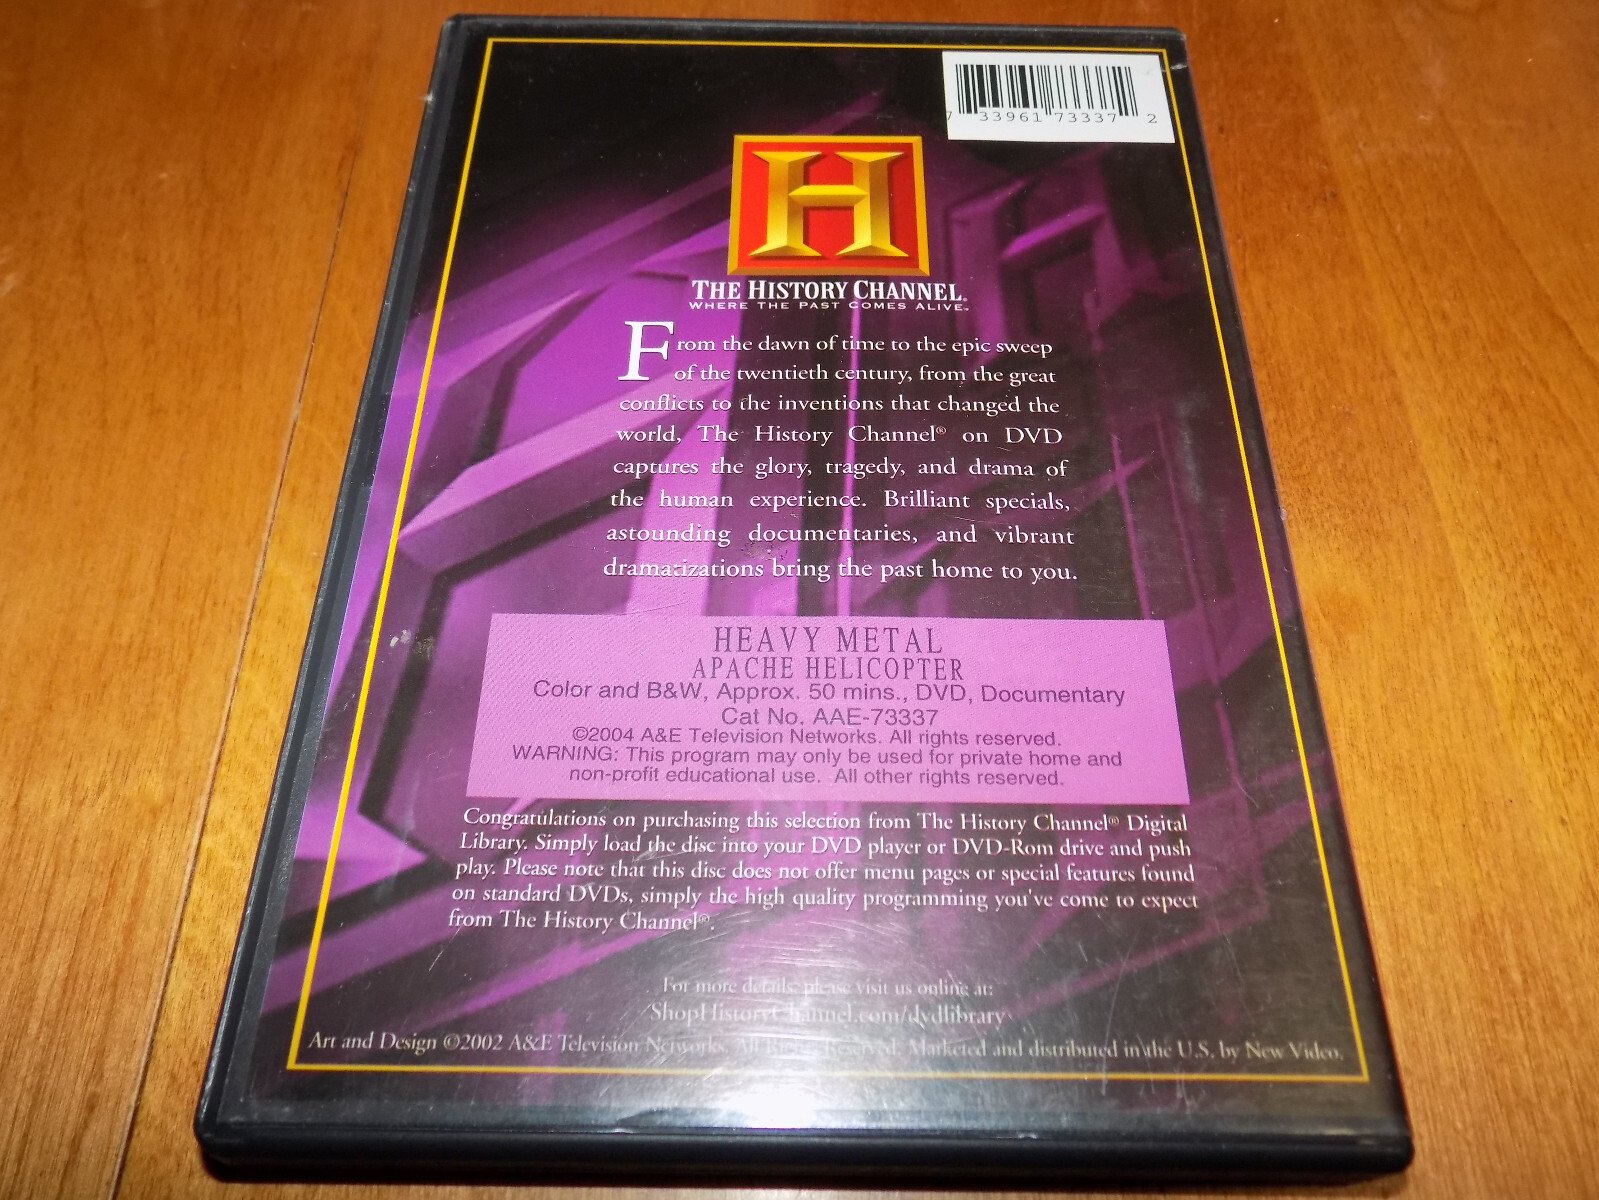 7 33961 73337 2
H
THE HISTORY CHANNEL.
WHERE THE PAST COMES ALIVE.
From the dawn of time to the epic sweep
of the twentieth century, from the great
conflicts to the inventions that changed the
world, The History Channel® on DVD
captures the glory, tragedy, and drama of
the human experience. Brilliant specials,
astounding documentaries, and vibrant
dramatizations bring the past home to you.
HEAVY METAL
APACHE HELICOPTER
Color and B&W, Approx. 50 mins., DVD, Documentary
Cat No. AAE-73337
©2004 A&E Television Networks. All rights reserved.
WARNING: This program may only be used for private home and
non-profit educational use. All other rights reserved.
Congratulations on purchasing this selection from The History Channel® Digital
Library. Simply load the disc into your DVD player or DVD-Rom drive and push
play. Please note that this disc does not offer menu pages or special features found
on standard DVDs, simply the high quality programming you've come to expect
from The History Channel®.
For more details, please visit us online at:
ShopHistoryChannel.com/dvdlibrary
Art and Design ©2002 A&E Television Networks. All Rights Reserved. Marketed and distributed in the U.S. by New Video.